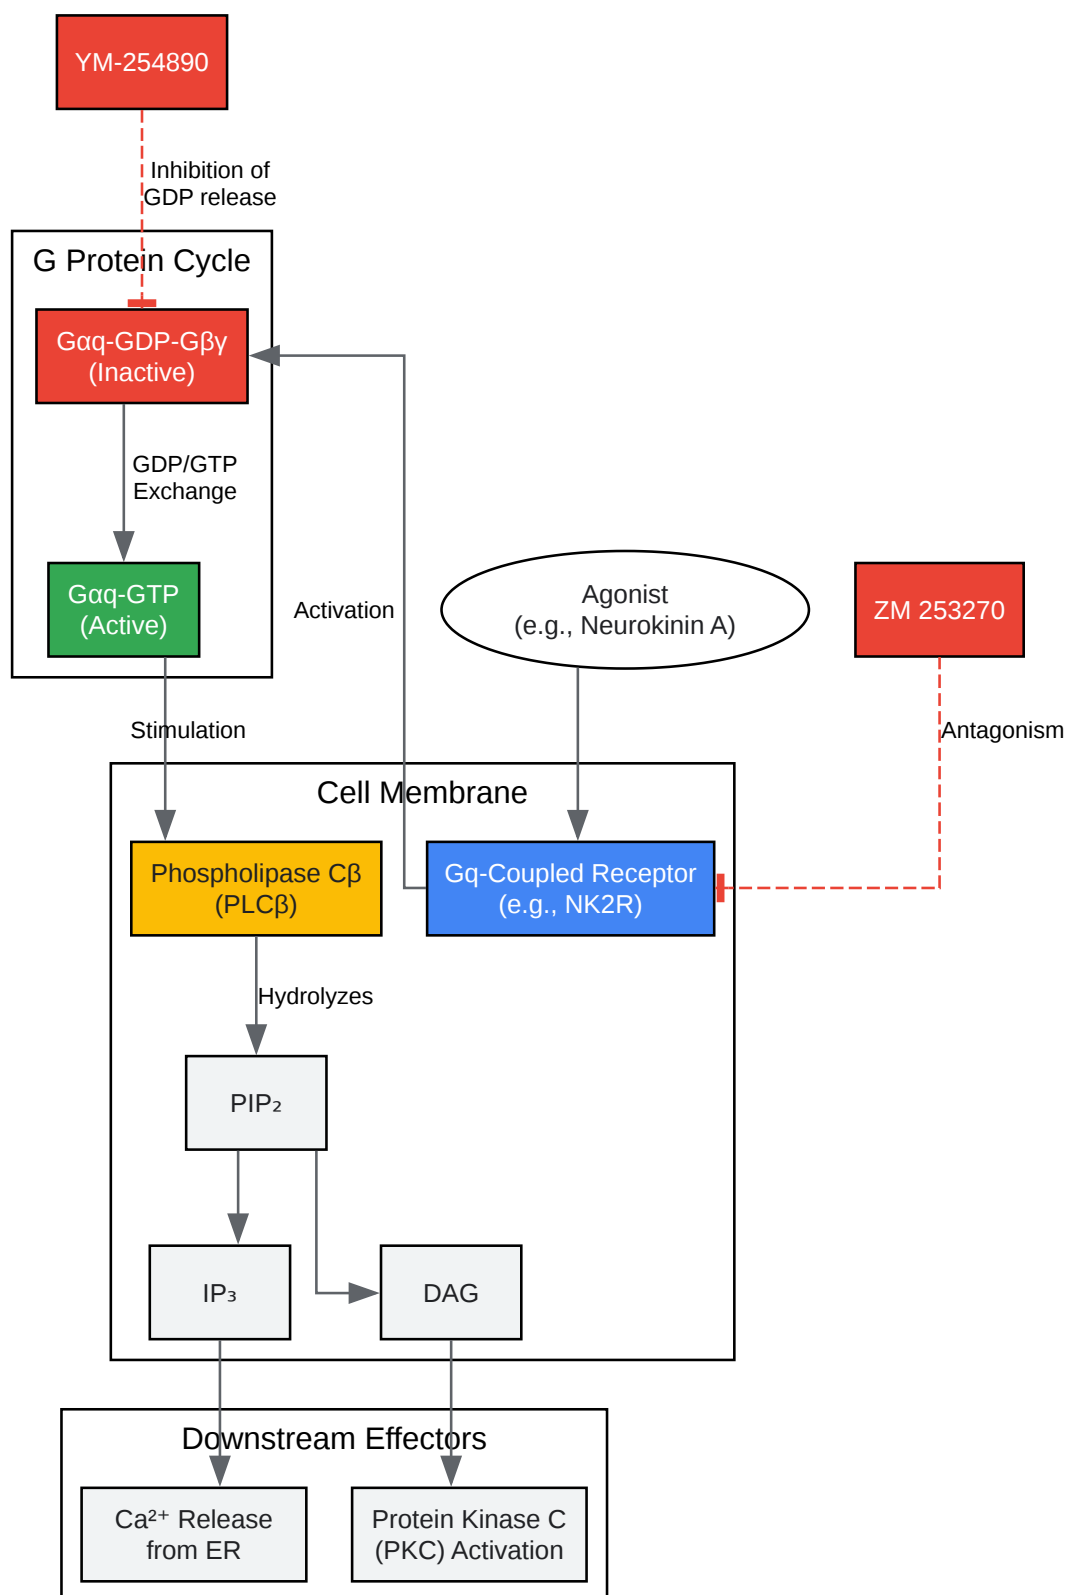 YM-254890
Inhibition of
GDP release
G Protein Cycle
Gαq-GDP-Gβγ
(Inactive)
GDP/GTP
Exchange
Gαq-GTP
(Active)
Activation
Agonist
(e.g., Neurokinin A)
ZM 253270
Stimulation
Antagonism
Cell Membrane
Phospholipase Cβ
(PLCβ)
Gq-Coupled Receptor
(e.g., NK2R)
Hydrolyzes
PIP₂
IP₃
DAG
Downstream Effectors
Ca²⁺ Release
from ER
Protein Kinase C
(PKC) Activation